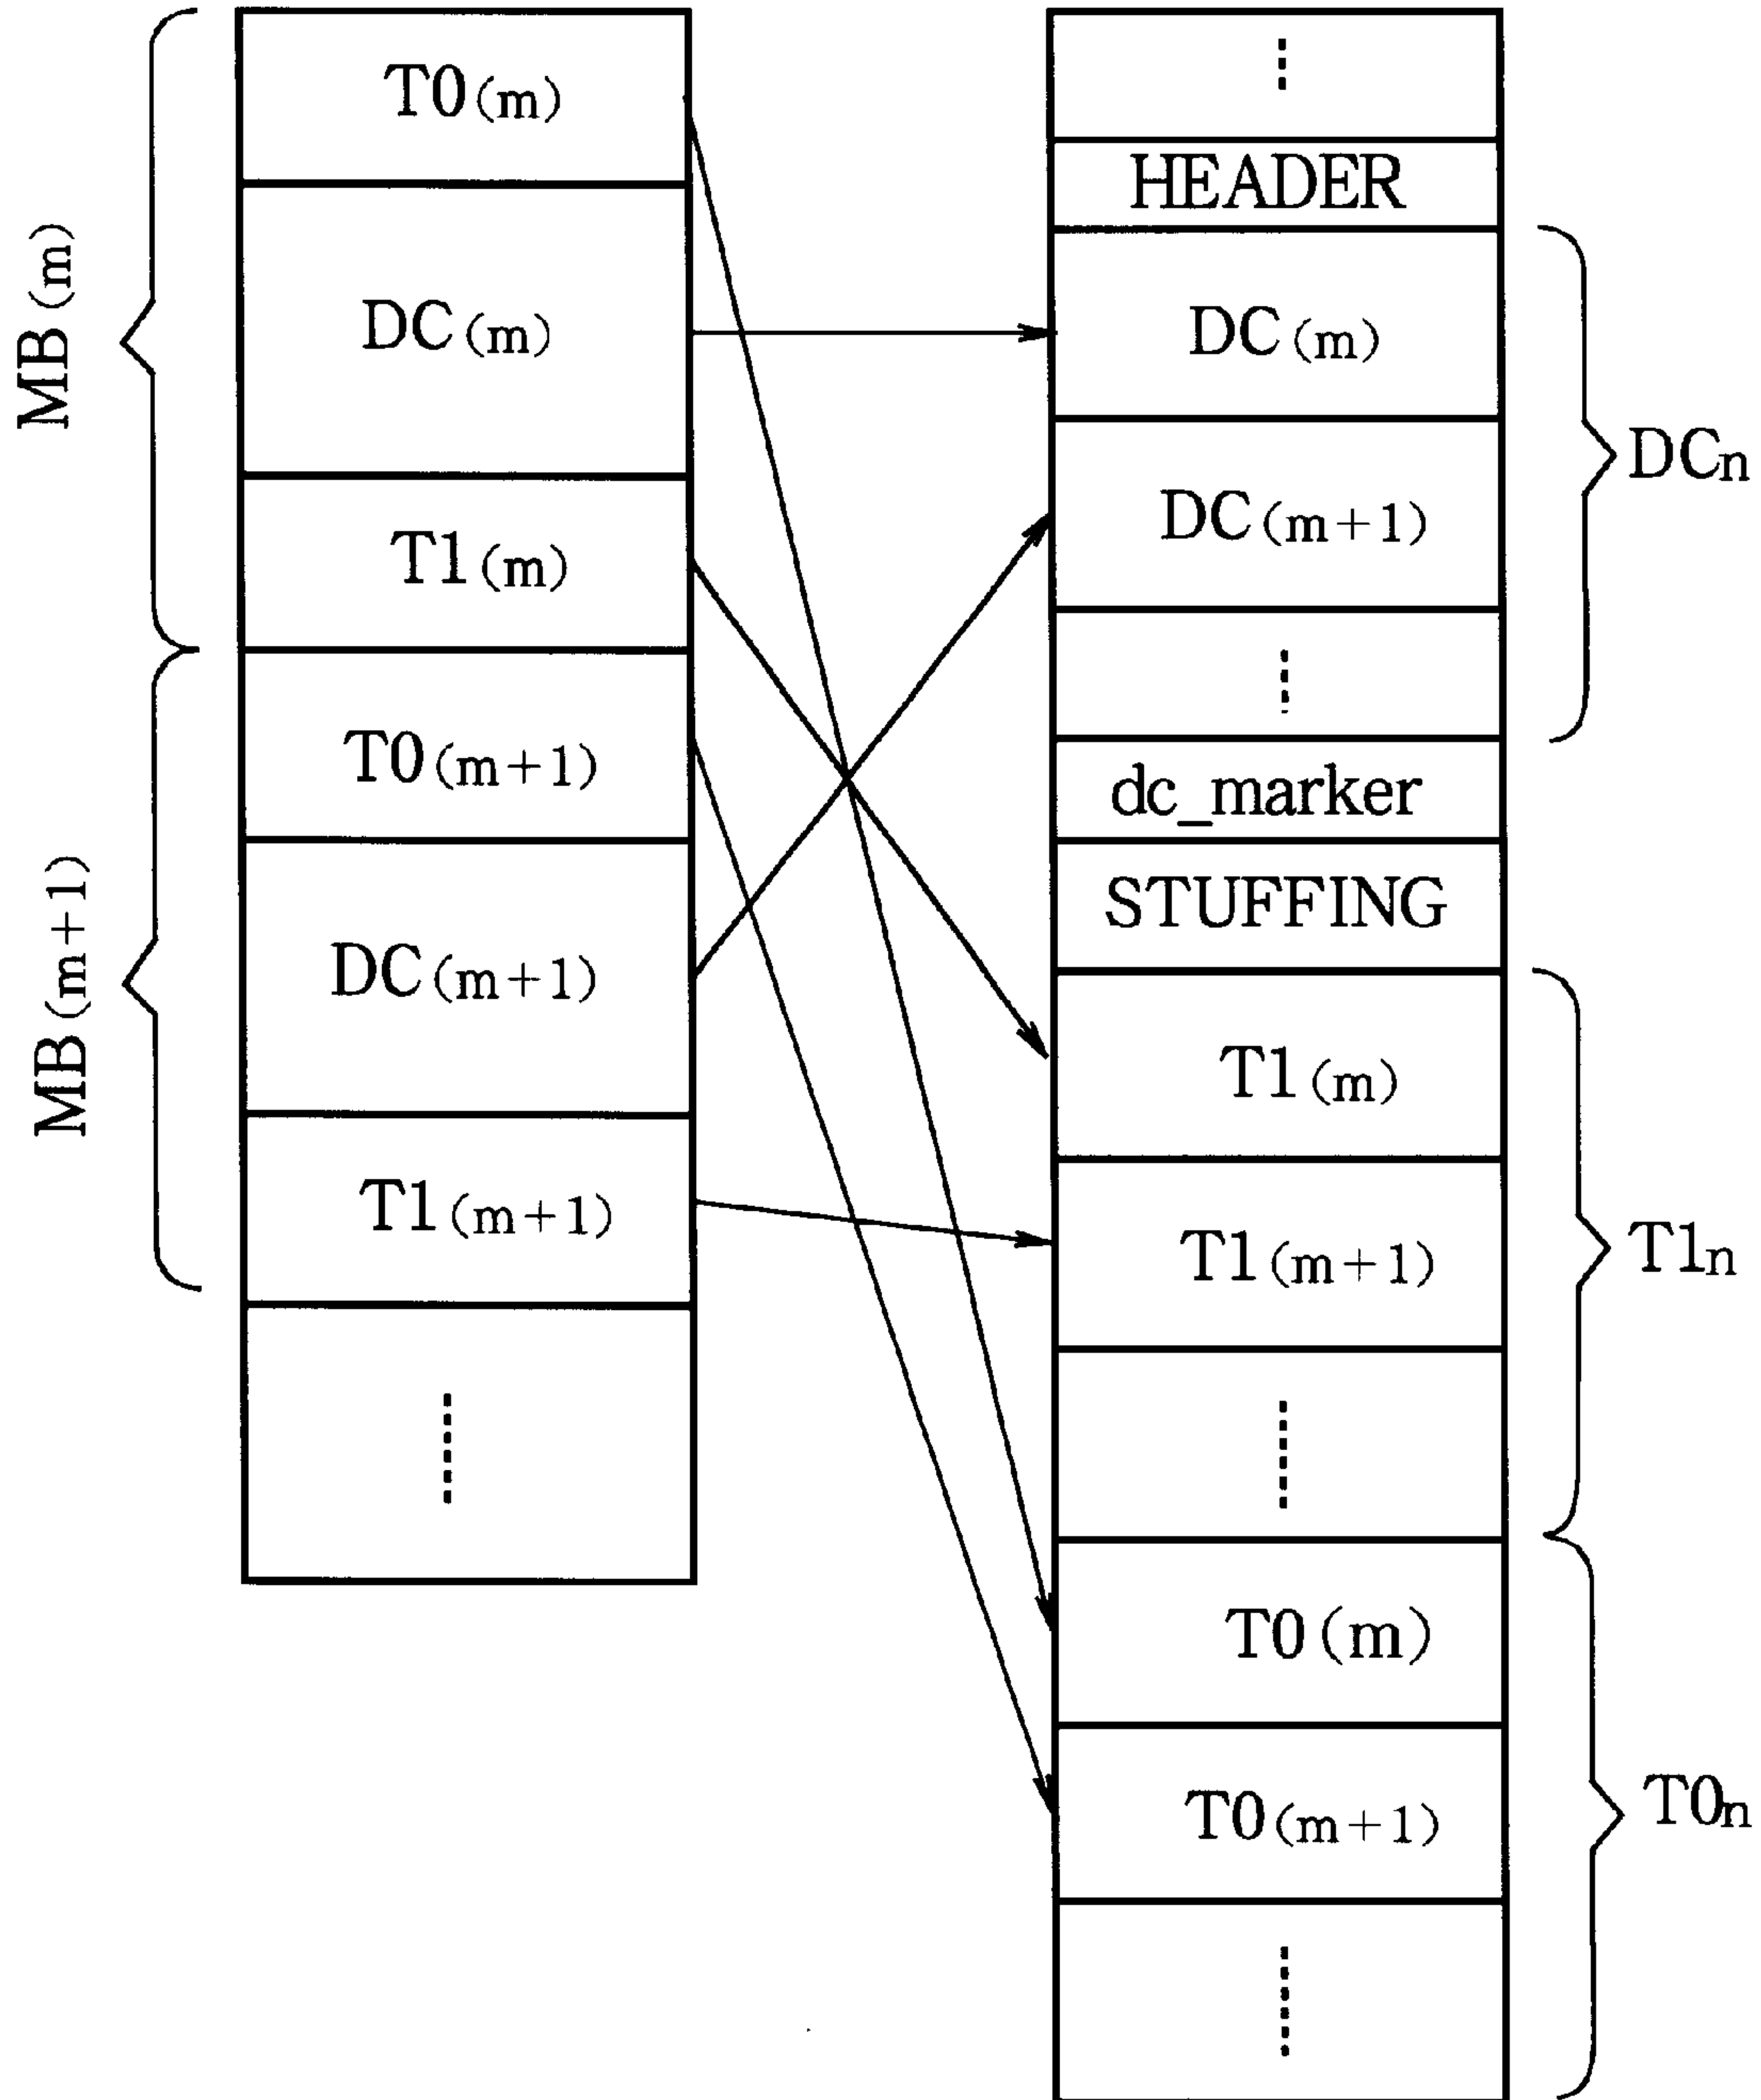 MB(m)
T0(m)
DC(m)
T1(m)
MB(m+1)
T0(m+1)
DC(m+1)
T1(m+1)
HEADER
DC(m)
DC(m+1)
DCn
dc_marker
STUFFING
T1(m)
T1(m+1)
T1n
T0(m)
T0(m+1)
T0n